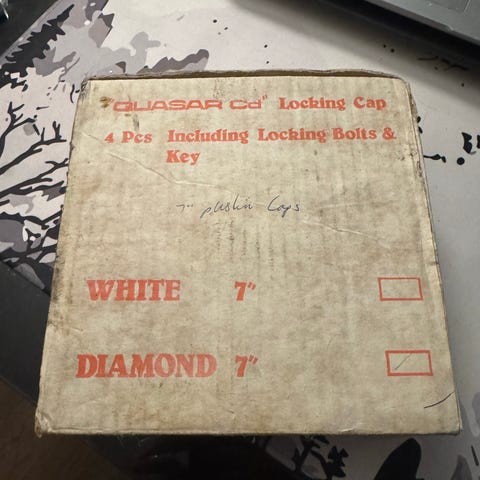 "QUASAR Cd" Locking Cap
4 Pcs Including Locking Bolts &
Key
7" plastic Caps
WHITE 7"
DIAMOND 7"